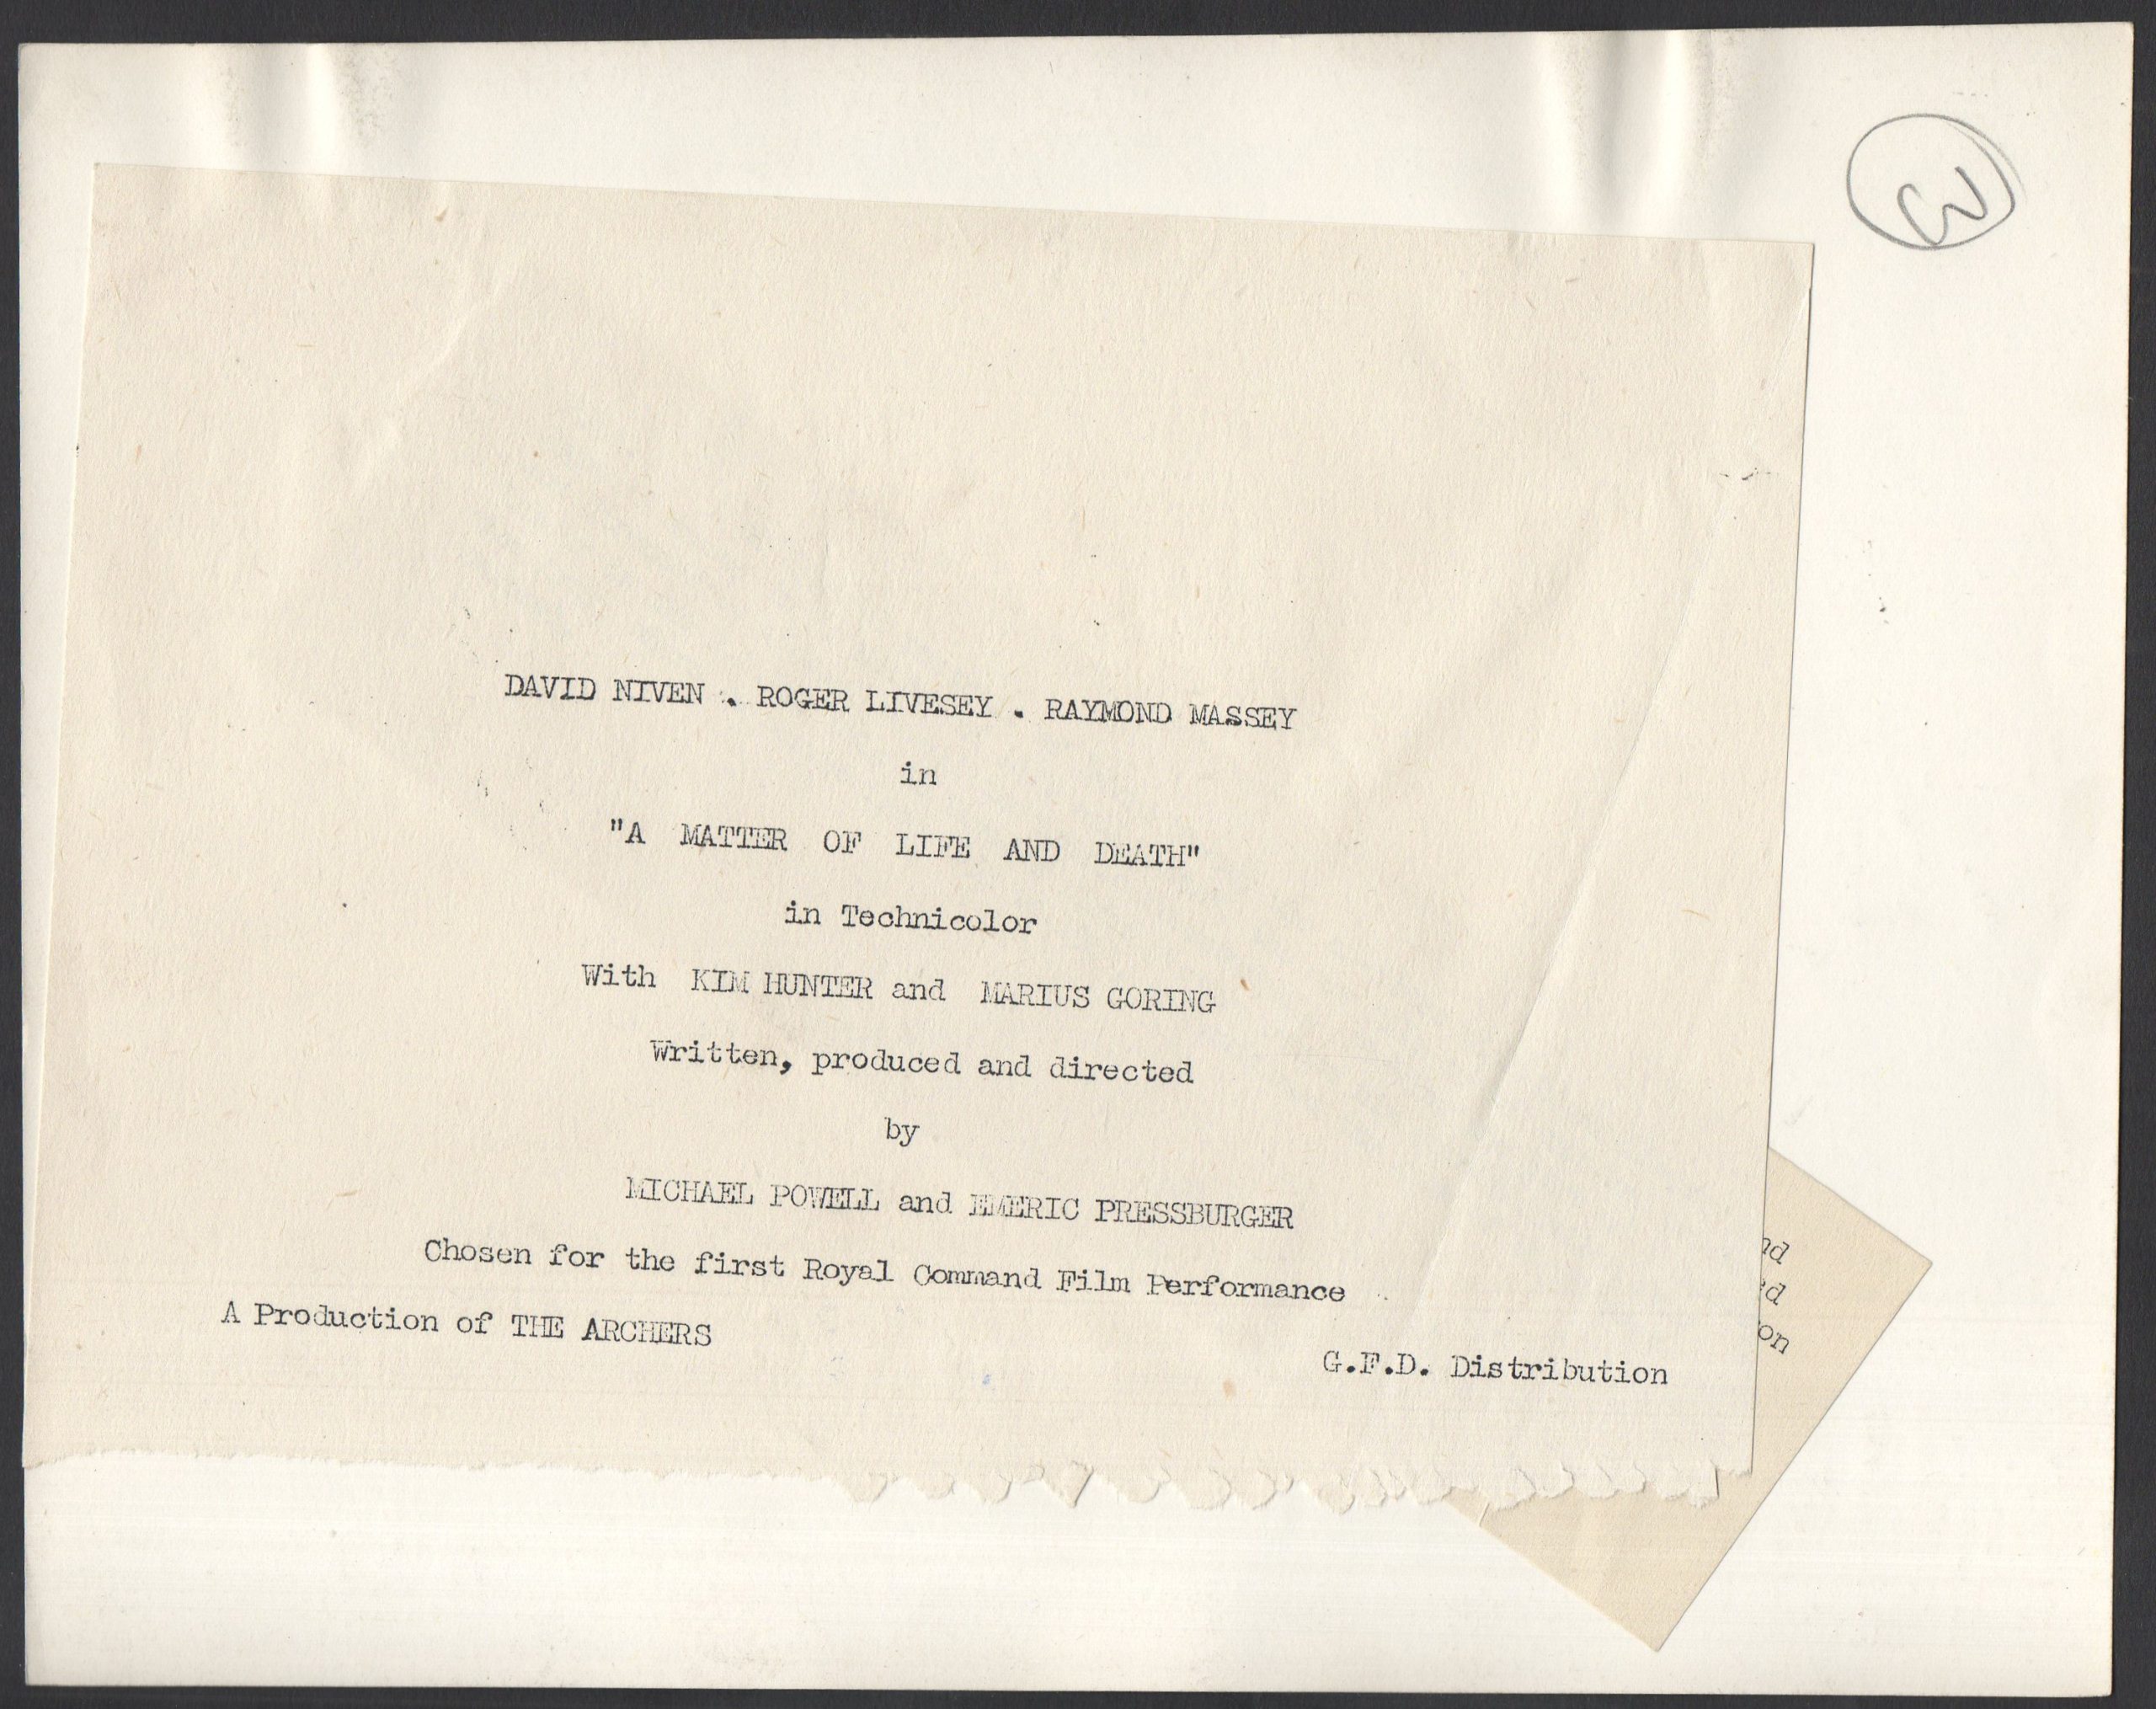 DAVID NIVEN . ROGER LIVESEY . RAYMOND MASSEY
in
"A MATTER OF LIFE AND DEATH"
in Technicolor
With KIM HUNTER and MARIUS GORING
Written, produced and directed
by
MICHAEL POWELL and EMERIC PRESSBURGER
Chosen for the first Royal Command Film Performance
A Production of THE ARCHERS
G.F.D. Distribution